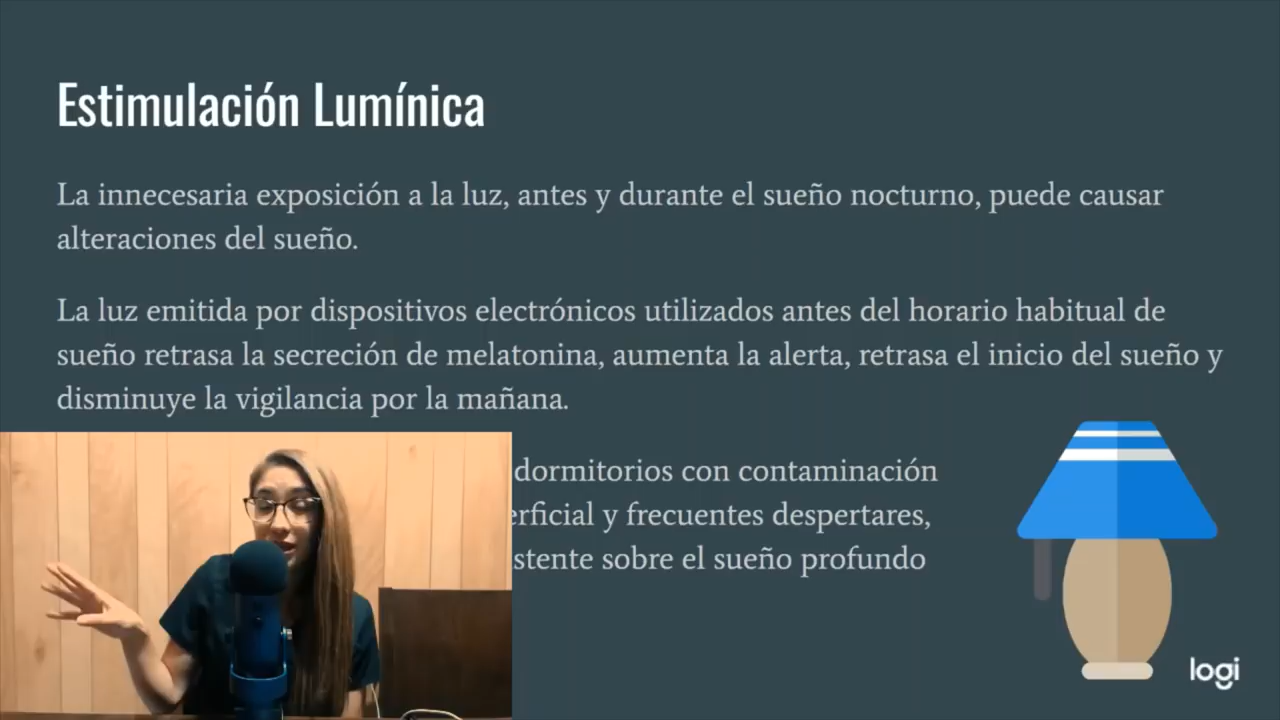 Estimulación Lumínica
La innecesaria exposición a la luz, antes y durante el sueño nocturno, puede causar
alteraciones del sueño.
La luz emitida por dispositivos electrónicos utilizados antes del horario habitual de
sueño retrasa la secreción de melatonina, aumenta la alerta, retrasa el inicio del sueño y
disminuye la vigilancia por la mañana.
dormitorios con contaminación
erficial y frecuentes despertares,
stente sobre el sueño profundo
logi